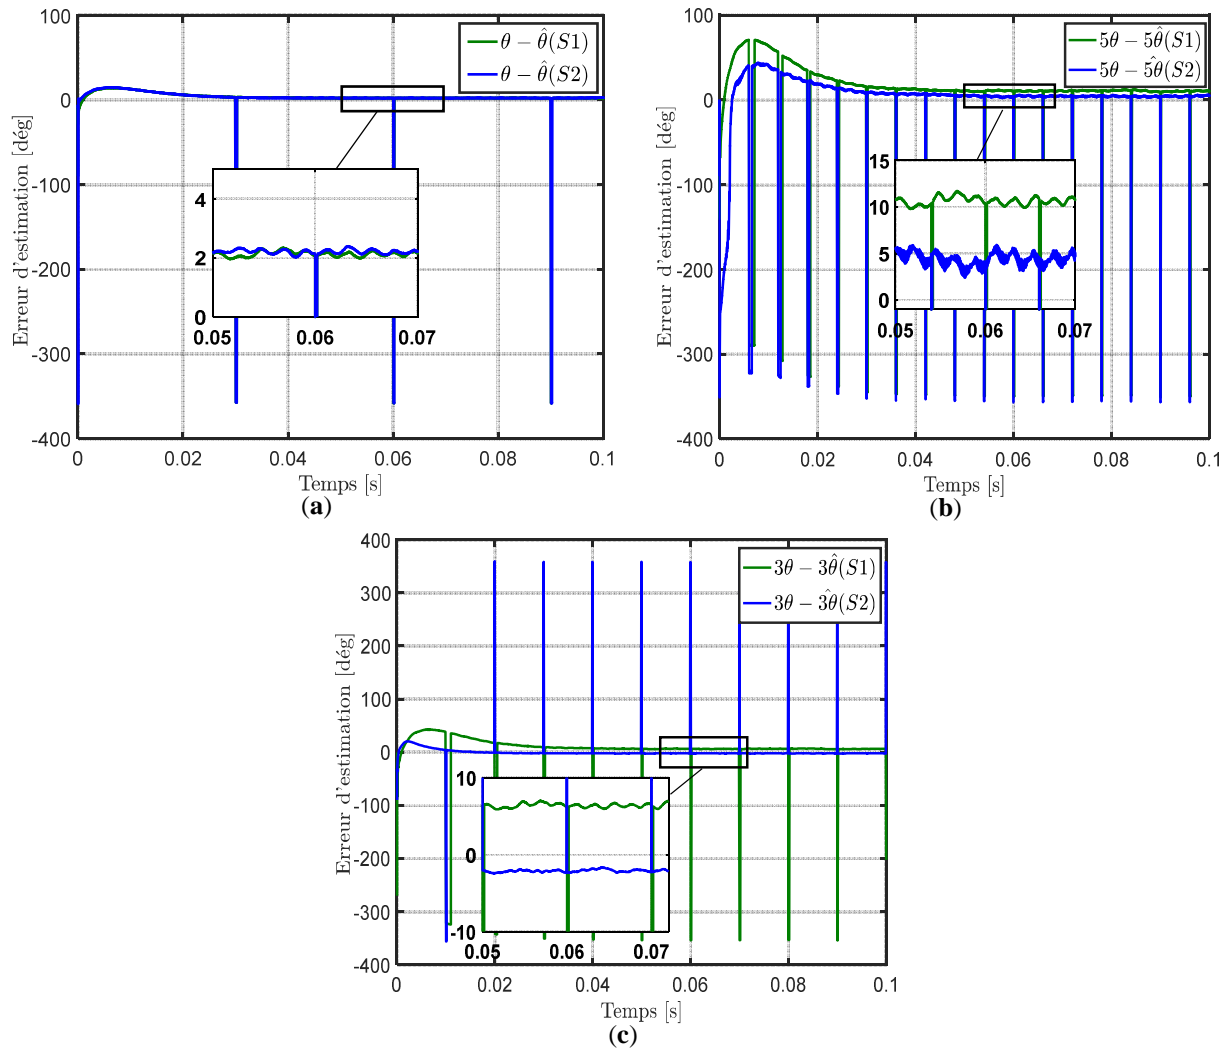 100
0
-100
-200
-300
-400
Erreur d'estimation [dég]
θ − θ̂(S1)
θ − θ̂(S2)
4
2
0
0.05 0.06 0.07
0 0.02 0.04 0.06 0.08 0.1
Temps [s]
(a)
100
0
-100
-200
-300
-400
Erreur d'estimation [dég]
5θ − 5θ̂(S1)
5θ − 5θ̂(S2)
15
10
5
0
0.05 0.06 0.07
0 0.02 0.04 0.06 0.08 0.1
Temps [s]
(b)
400
300
200
100
0
-100
-200
-300
-400
Erreur d'estimation [dég]
3θ − 3θ̂(S1)
3θ − 3θ̂(S2)
10
0
-10
0.05 0.06 0.07
0 0.02 0.04 0.06 0.08 0.1
Temps [s]
(c)